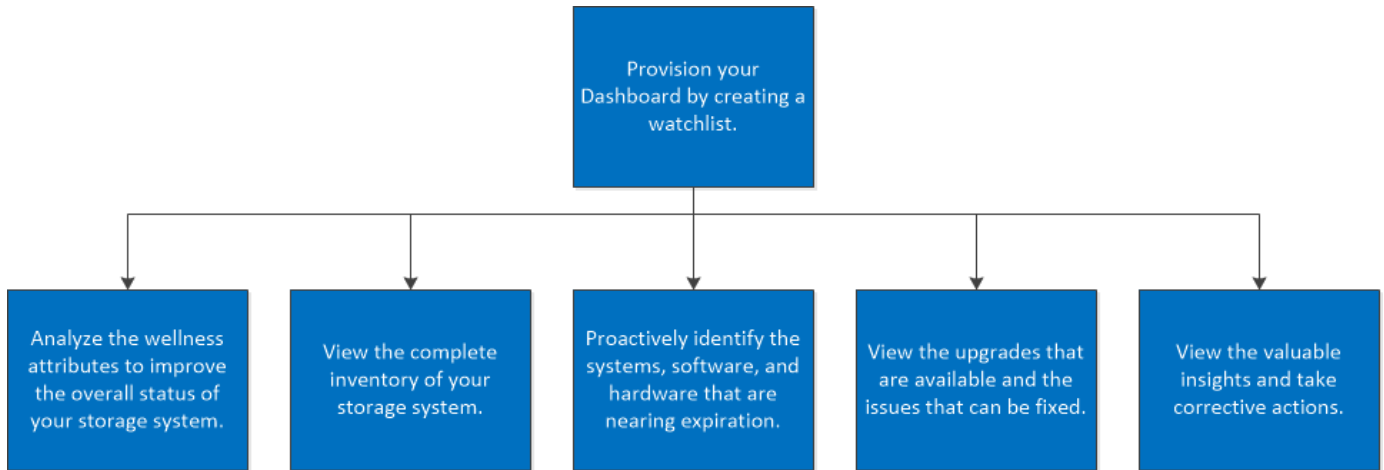 Provision your
Dashboard by creating a
watchlist.
Analyze the wellness
attributes to improve
the overall status of
your storage system.
View the complete
inventory of your
storage system.
Proactively identify the
systems, software, and
hardware that are
nearing expiration.
View the upgrades that
are available and the
issues that can be fixed.
View the valuable
insights and take
corrective actions.